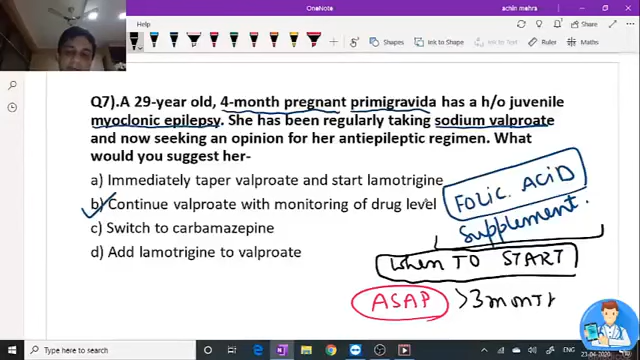 OneNote
achin mehra
Share
Ink to Shape
Ink to Text
Maths
Q7).A 29-year old, 4-month pregnant primigravida has a h/o juvenile
myoclonic epilepsy. She has been regularly taking sodium valproate
and now seeking an opinion for her antiepileptic regimen. What
would you suggest her-
a) Immediately taper valproate and start lamotrigine
b) Continue valproate with monitoring of drug level
c) Switch to carbamazepine
d) Add lamotrigine to valproate
FOLIC ACID
supplement.
When TO START
ASAP >3 month
Type here to search
ENG
23-04-2020